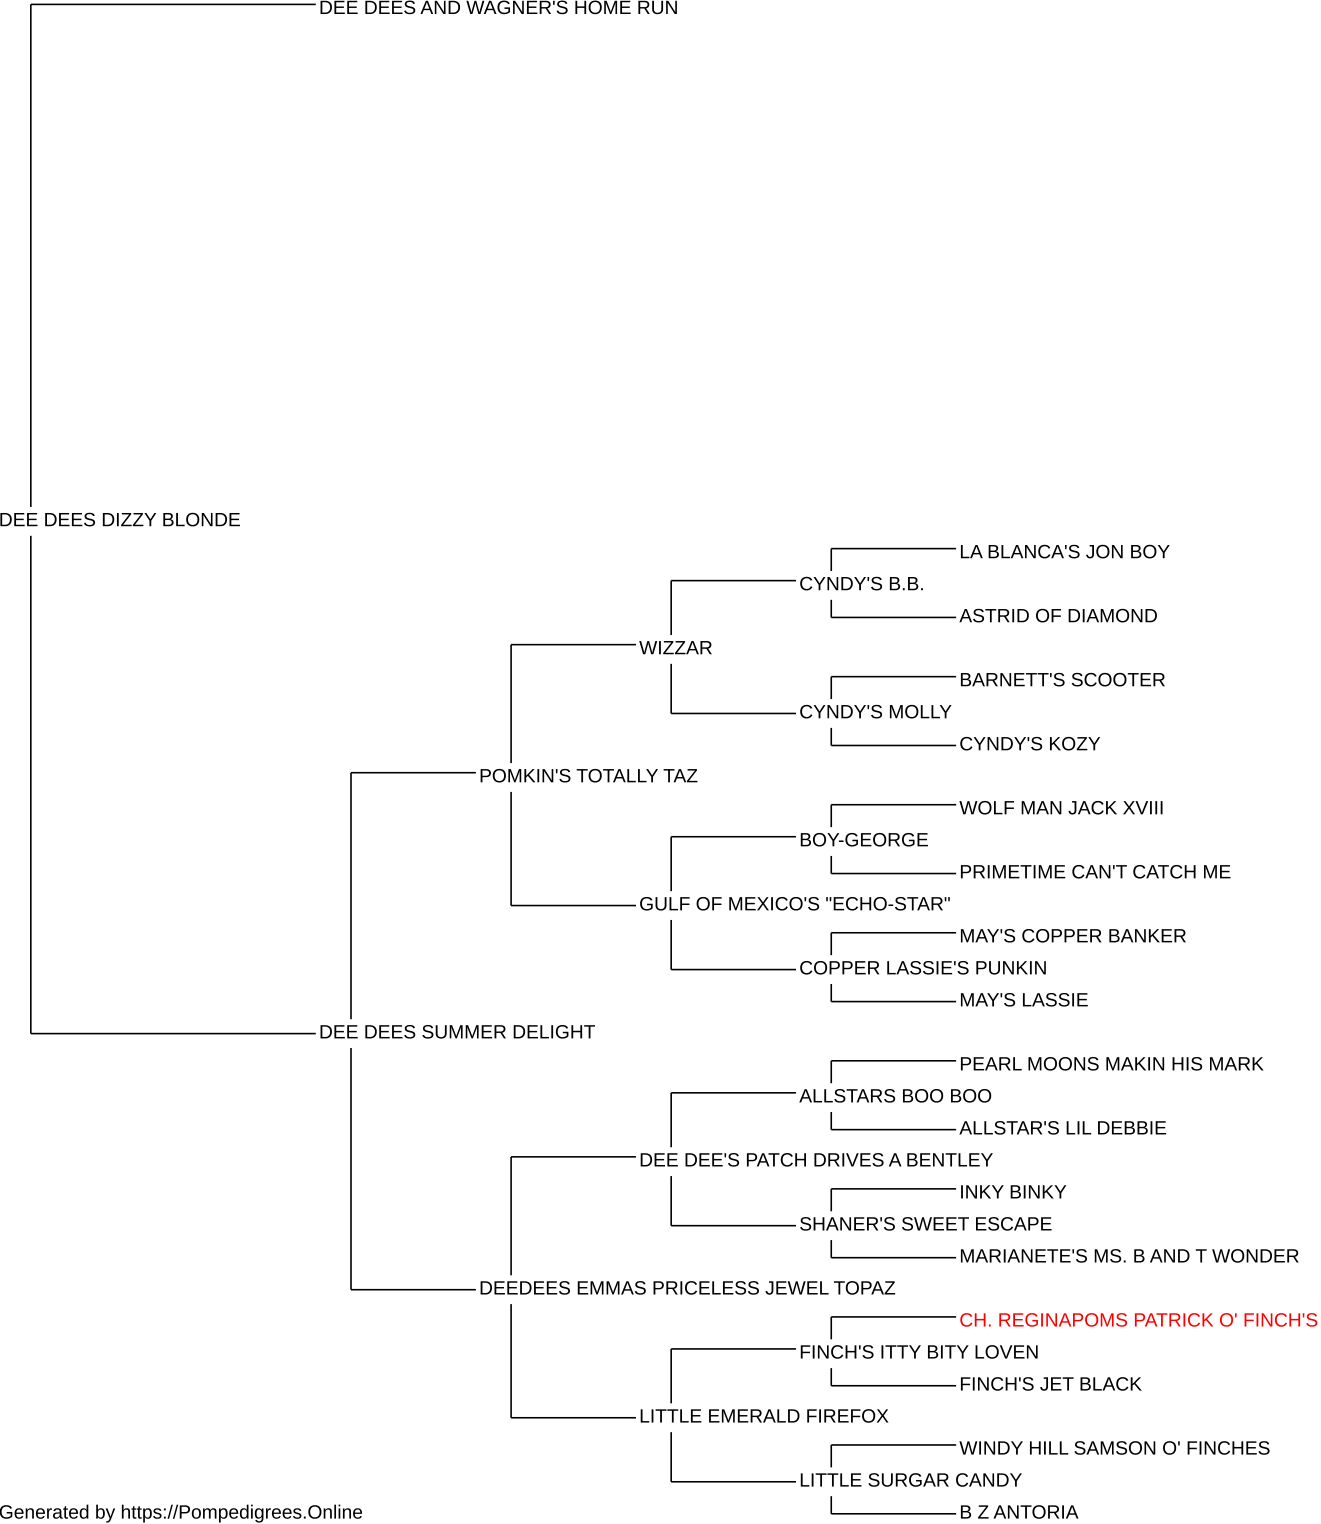 DEE DEES AND WAGNER'S HOME RUN
DEE DEES DIZZY BLONDE
LA BLANCA'S JON BOY
CYNDY'S B.B.
ASTRID OF DIAMOND
WIZZAR
BARNETT'S SCOOTER
CYNDY'S MOLLY
CYNDY'S KOZY
POMKIN'S TOTALLY TAZ
WOLF MAN JACK XVIII
BOY-GEORGE
PRIMETIME CAN'T CATCH ME
GULF OF MEXICO'S "ECHO-STAR"
MAY'S COPPER BANKER
COPPER LASSIE'S PUNKIN
MAY'S LASSIE
DEE DEES SUMMER DELIGHT
PEARL MOONS MAKIN HIS MARK
ALLSTARS BOO BOO
ALLSTAR'S LIL DEBBIE
DEE DEE'S PATCH DRIVES A BENTLEY
INKY BINKY
SHANER'S SWEET ESCAPE
MARIANETE'S MS. B AND T WONDER
DEEDEES EMMAS PRICELESS JEWEL TOPAZ
CH. REGINAPOMS PATRICK O' FINCH'S
FINCH'S ITTY BITY LOVEN
FINCH'S JET BLACK
LITTLE EMERALD FIREFOX
WINDY HILL SAMSON O' FINCHES
LITTLE SURGAR CANDY
B Z ANTORIA
Generated by https://Pompedigrees.Online